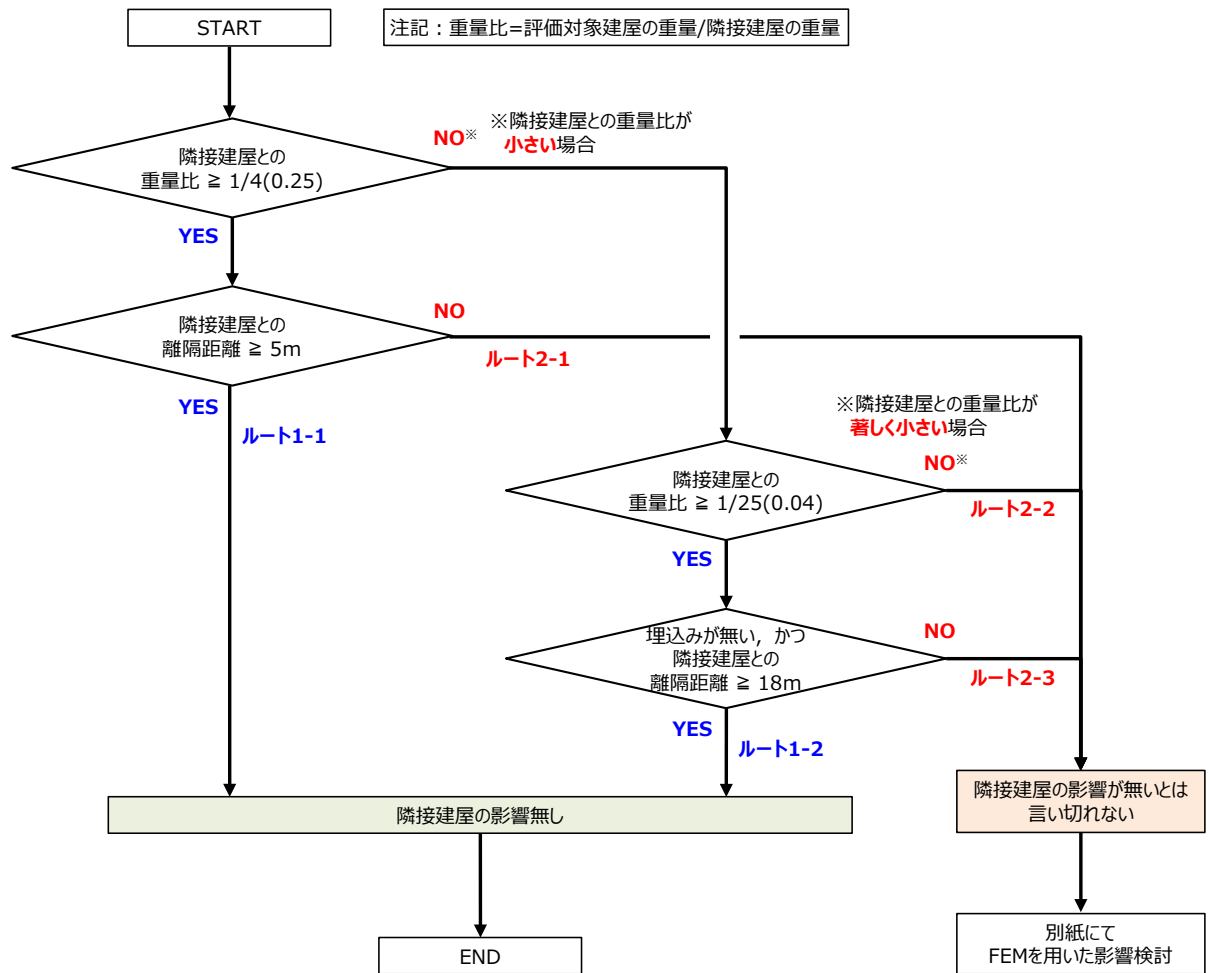 START
注記：重量比=評価対象建屋の重量/隣接建屋の重量
隣接建屋との
重量比 ≧ 1/4(0.25)
NO※
※隣接建屋との重量比が
小さい場合
YES
隣接建屋との
離隔距離 ≧ 5m
NO
ルート2-1
YES
ルート1-1
※隣接建屋との重量比が
著しく小さい場合
隣接建屋との
重量比 ≧ 1/25(0.04)
NO※
ルート2-2
YES
埋込みが無い，かつ
隣接建屋との
離隔距離 ≧ 18m
NO
ルート2-3
YES
ルート1-2
隣接建屋の影響無し
隣接建屋の影響が無いとは
言い切れない
END
別紙にて
FEMを用いた影響検討